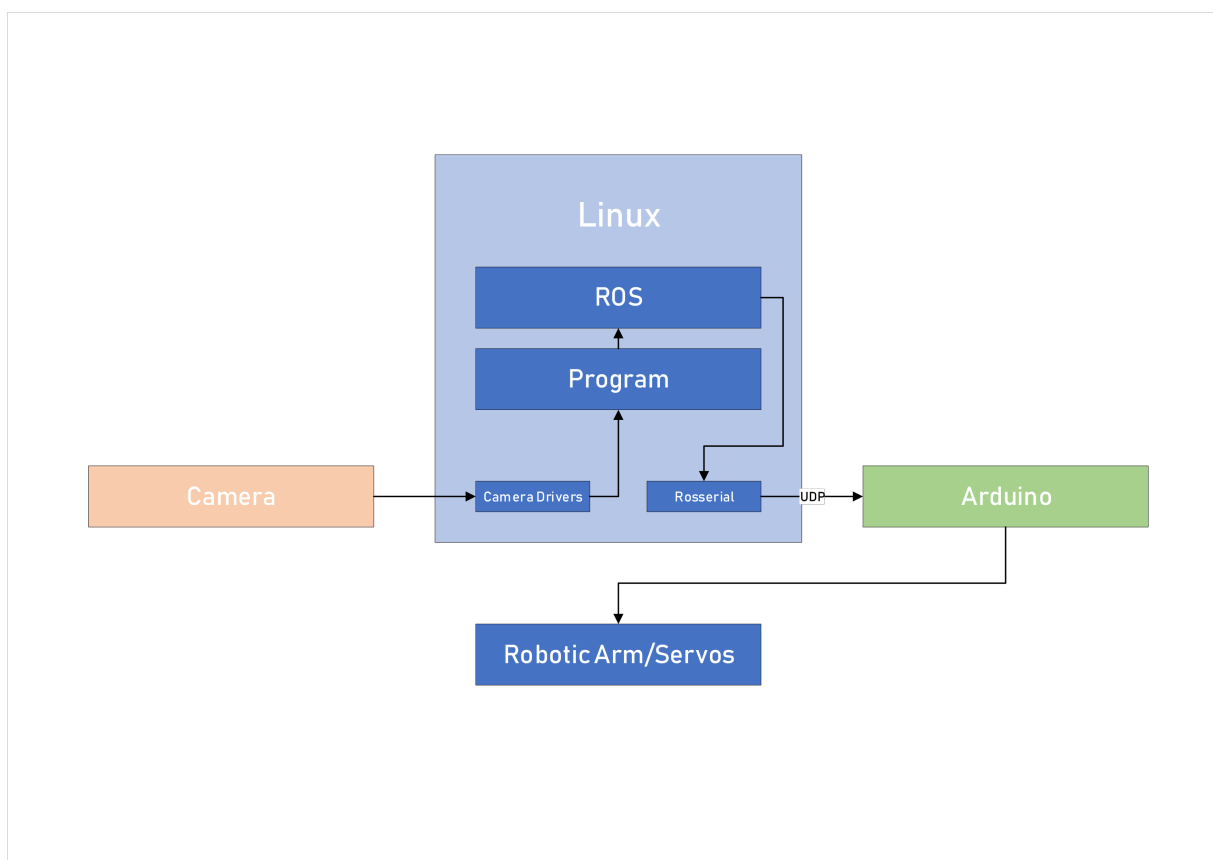 Linux
ROS
Program
Camera
Camera Drivers
Rosserial
UDP
Arduino
Robotic Arm/Servos